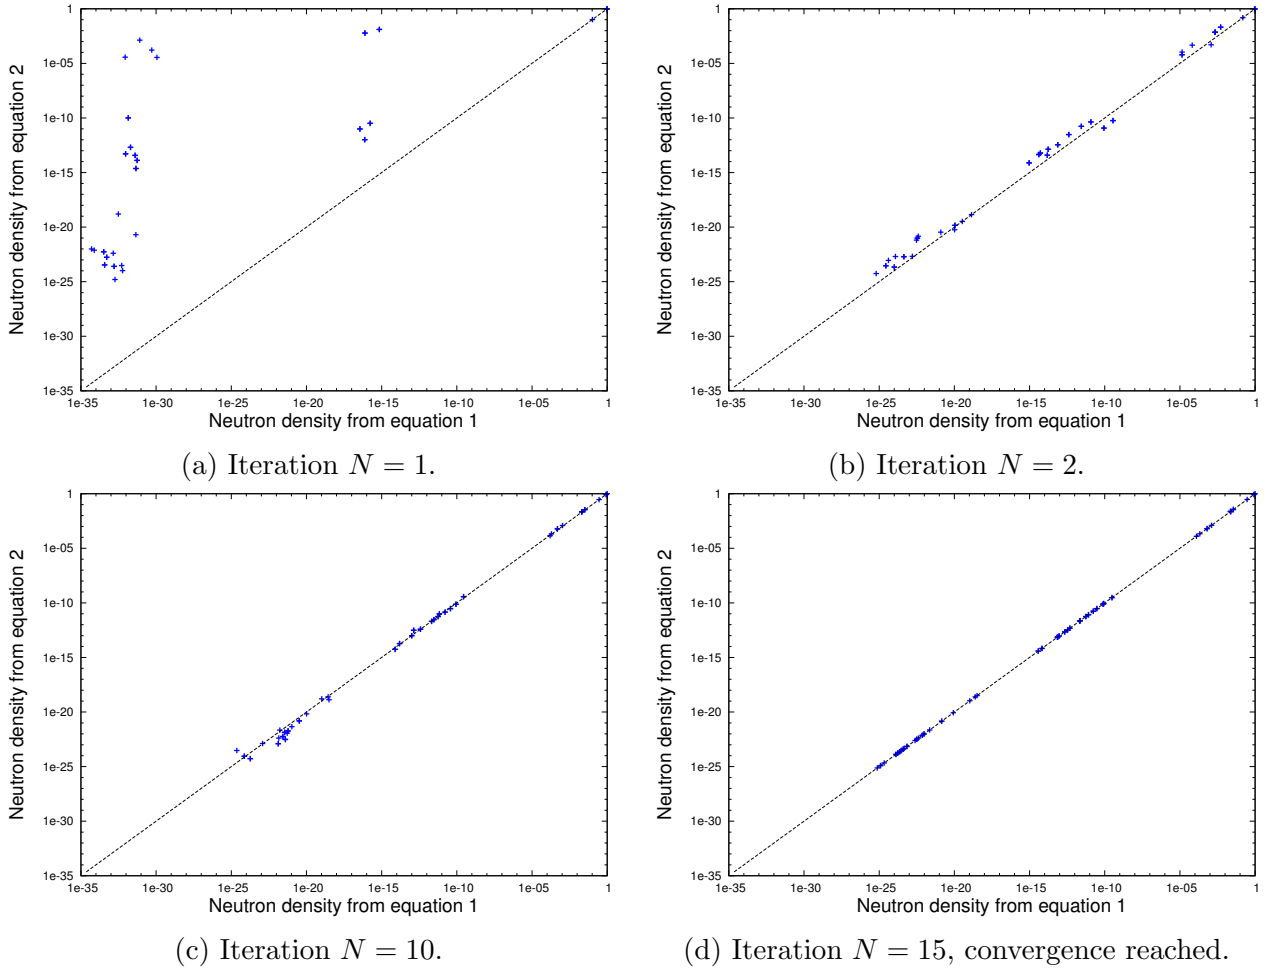 1
1e-05
1e-10
1e-15
1e-20
1e-25
1e-30
1e-35
Neutron density from equation 2
1e-35 1e-30 1e-25 1e-20 1e-15 1e-10 1e-05 1
Neutron density from equation 1
(a) Iteration N = 1.
1
1e-05
1e-10
1e-15
1e-20
1e-25
1e-30
1e-35
Neutron density from equation 2
1e-35 1e-30 1e-25 1e-20 1e-15 1e-10 1e-05 1
Neutron density from equation 1
(b) Iteration N = 2.
1
1e-05
1e-10
1e-15
1e-20
1e-25
1e-30
1e-35
Neutron density from equation 2
1e-35 1e-30 1e-25 1e-20 1e-15 1e-10 1e-05 1
Neutron density from equation 1
(c) Iteration N = 10.
1
1e-05
1e-10
1e-15
1e-20
1e-25
1e-30
1e-35
Neutron density from equation 2
1e-35 1e-30 1e-25 1e-20 1e-15 1e-10 1e-05 1
Neutron density from equation 1
(d) Iteration N = 15, convergence reached.